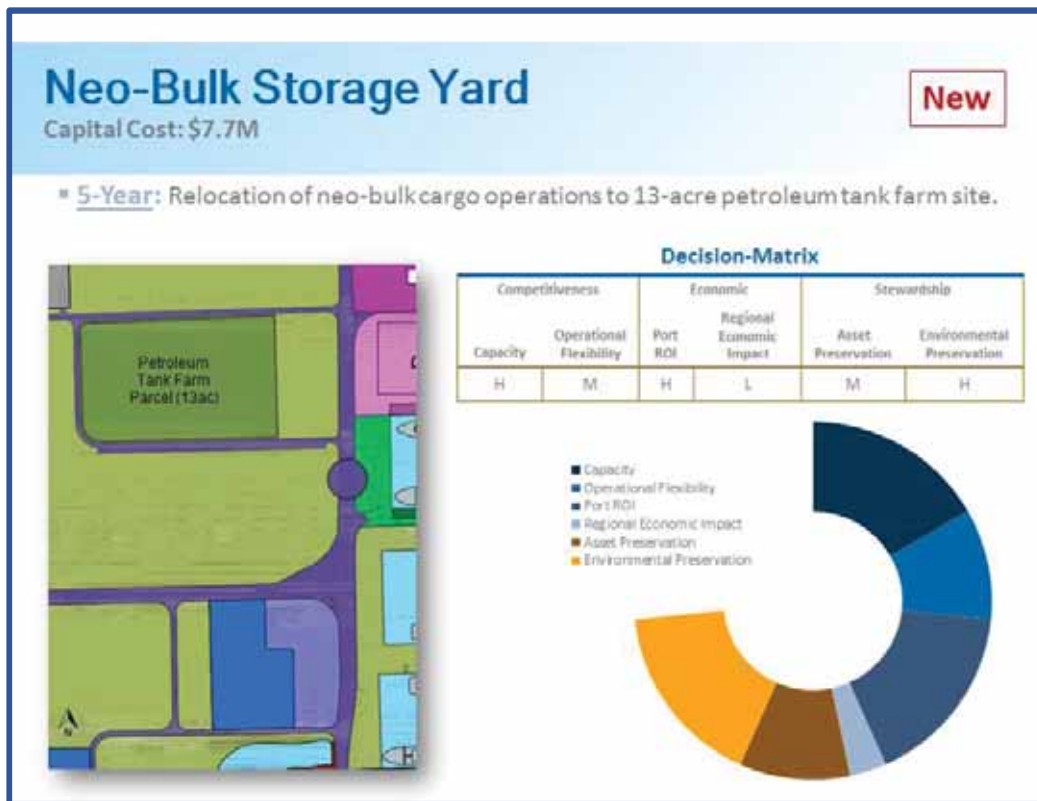 Neo-Bulk Storage Yard
New
Capital Cost: $7.7M
▪ 5-Year: Relocation of neo-bulk cargo operations to 13-acre petroleum tank farm site.
Petroleum
Tank Farm
Parcel (13ac)
N
Decision-Matrix
Competitiveness Economic Stewardship
Capacity Operational Flexibility Port ROI Regional Economic Impact Asset Preservation Environmental Preservation
H M H L M H
Capacity
Operational Flexibility
Port ROI
Regional Economic Impact
Asset Preservation
Environmental Preservation